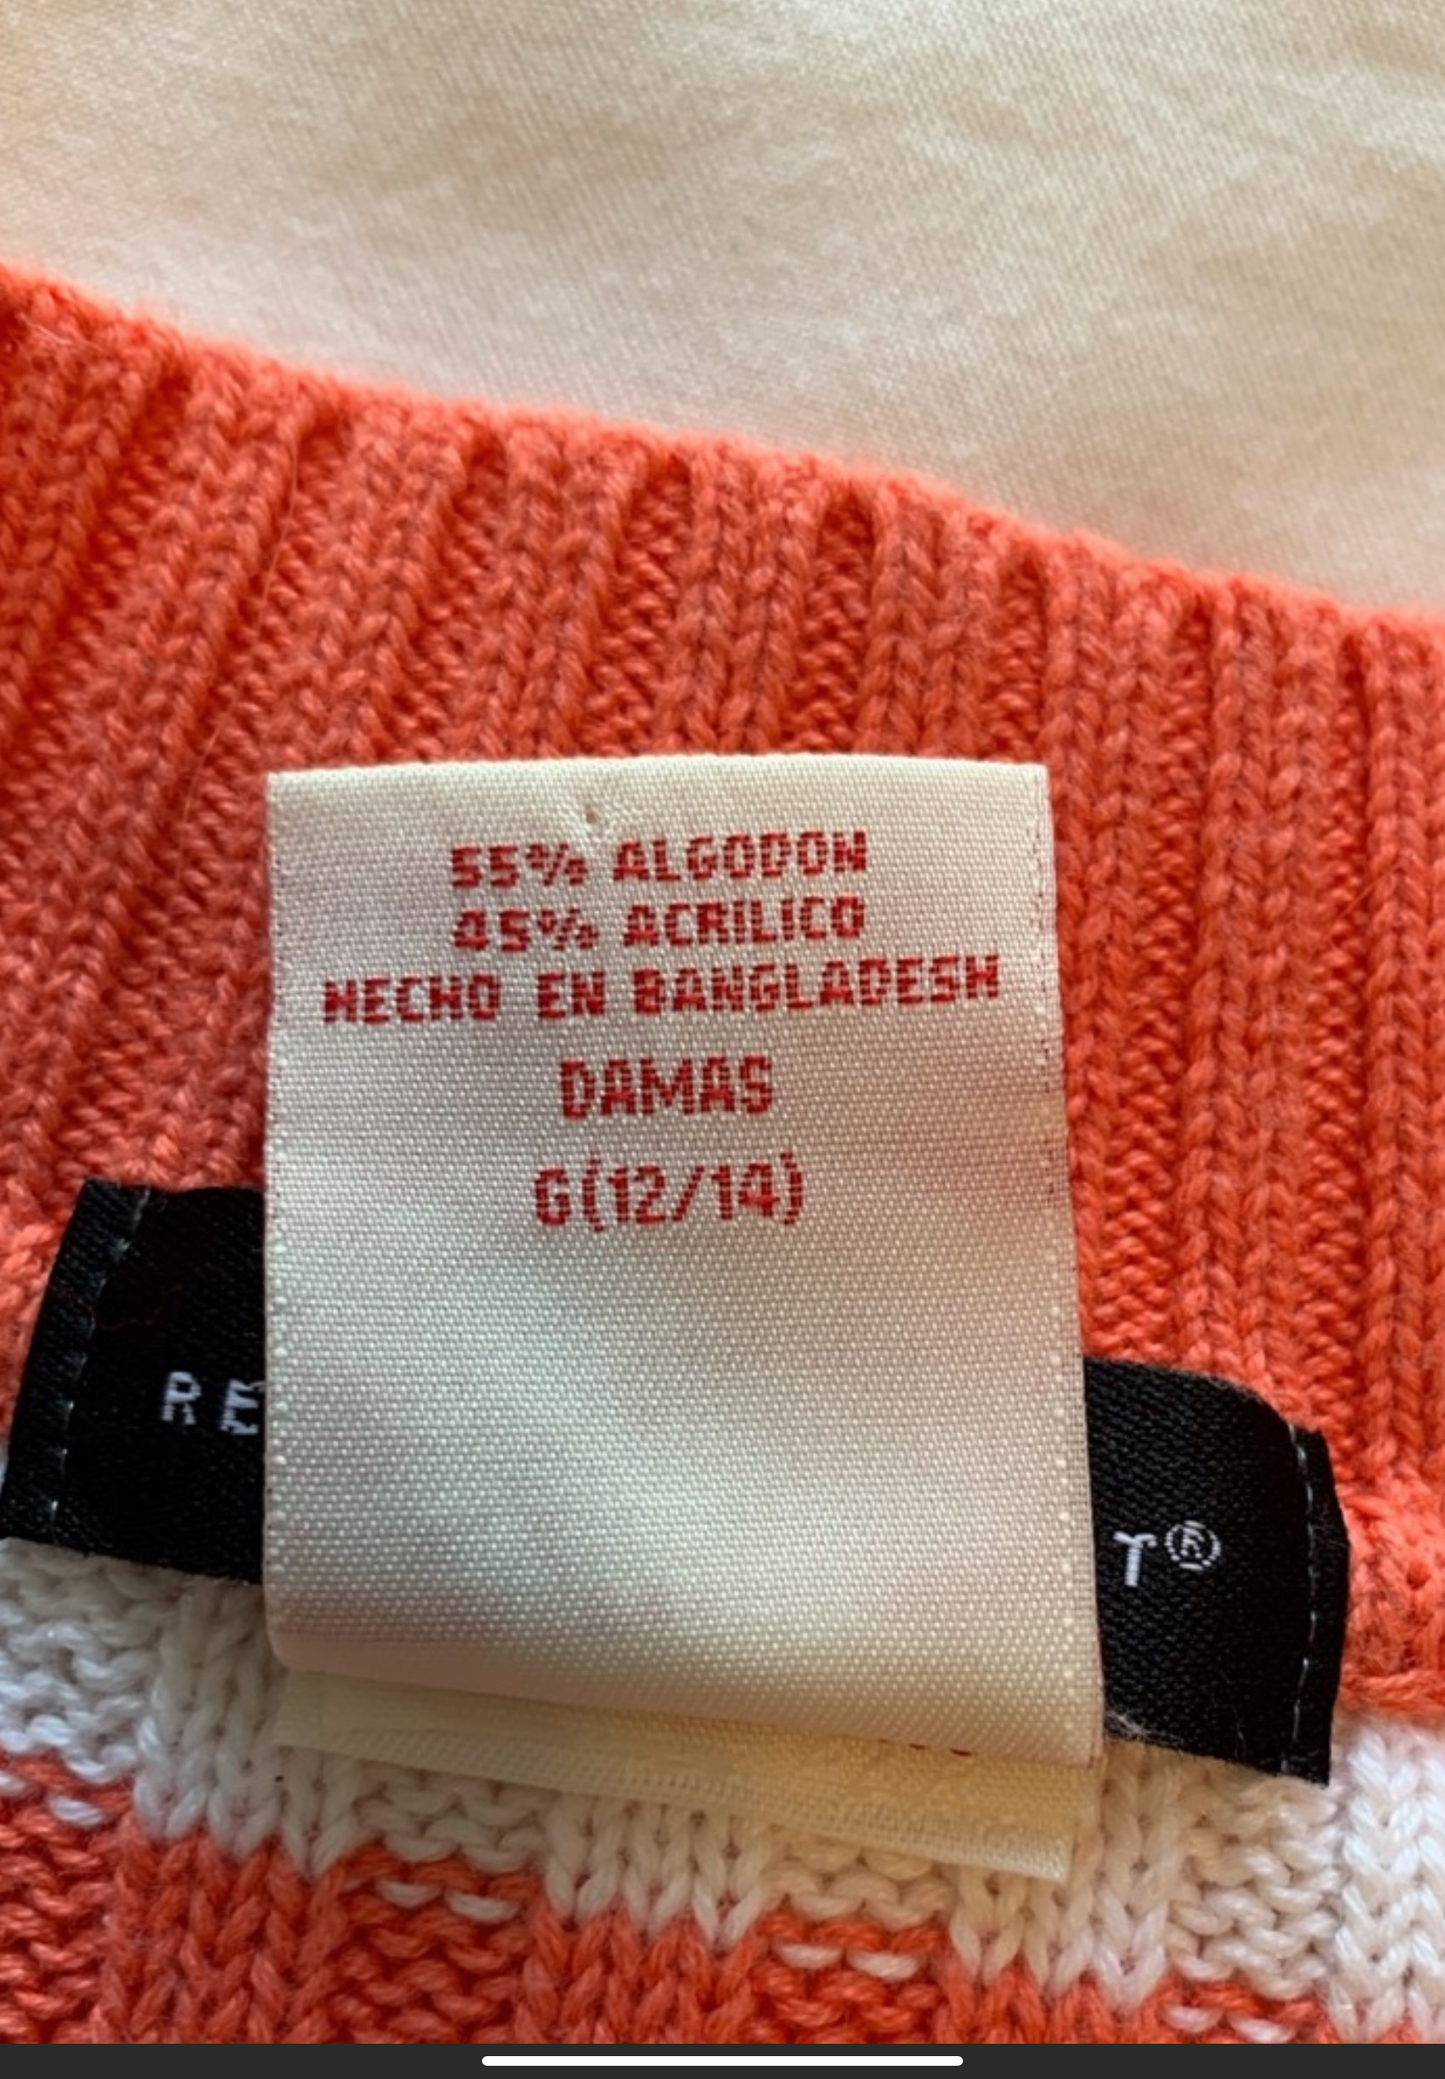 55% ALGODON
45% ACRILICO
HECHO EN BANGLADESH
DAMAS
G(12/14)